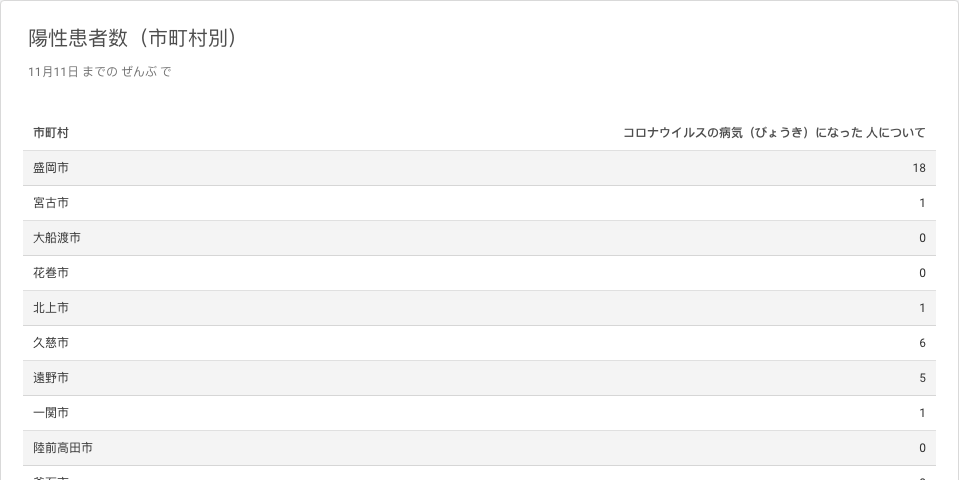 陽性患者数（市町村別）
11月11日 までの ぜんぶ で
市町村 コロナウイルスの病気（びょうき）になった 人について
盛岡市 18
宮古市 1
大船渡市 0
花巻市 0
北上市 1
久慈市 6
遠野市 5
一関市 1
陸前高田市 0